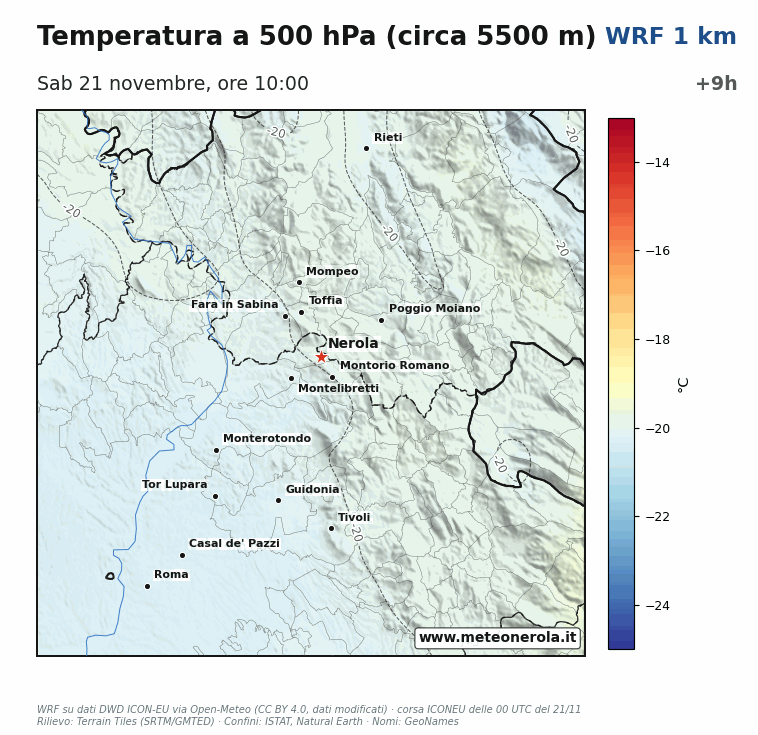 Temperatura a 500 hPa (circa 5500 m) WRF 1 km
Sab 21 novembre, ore 10:00 +9h
-20
-20
Rieti
-20
-20
-20
Mompeo
Toffia
Fara in Sabina
Poggio Moiano
Nerola
Montorio Romano
Montelibretti
Monterotondo
-20
Tor Lupara
Guidonia
Tivoli
-20
Casal de' Pazzi
Roma
www.meteonerola.it
−14
−16
−18
−20
−22
−24
°C
WRF su dati DWD ICON-EU via Open-Meteo (CC BY 4.0, dati modificati) · corsa ICONEU delle 00 UTC del 21/11
Rilievo: Terrain Tiles (SRTM/GMTED) · Confini: ISTAT, Natural Earth · Nomi: GeoNames